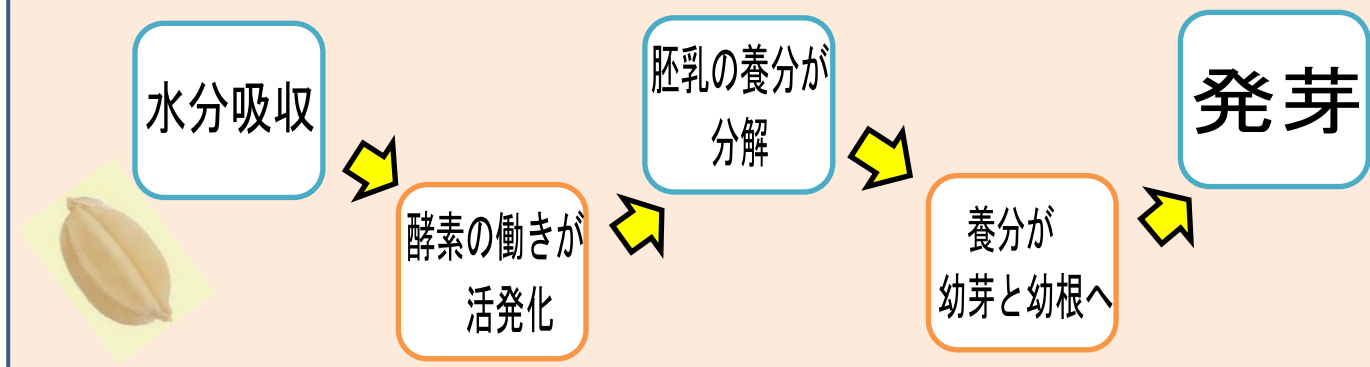 水分吸収
酵素の働きが
活発化
胚乳の養分が
分解
養分が
幼芽と幼根へ
発芽